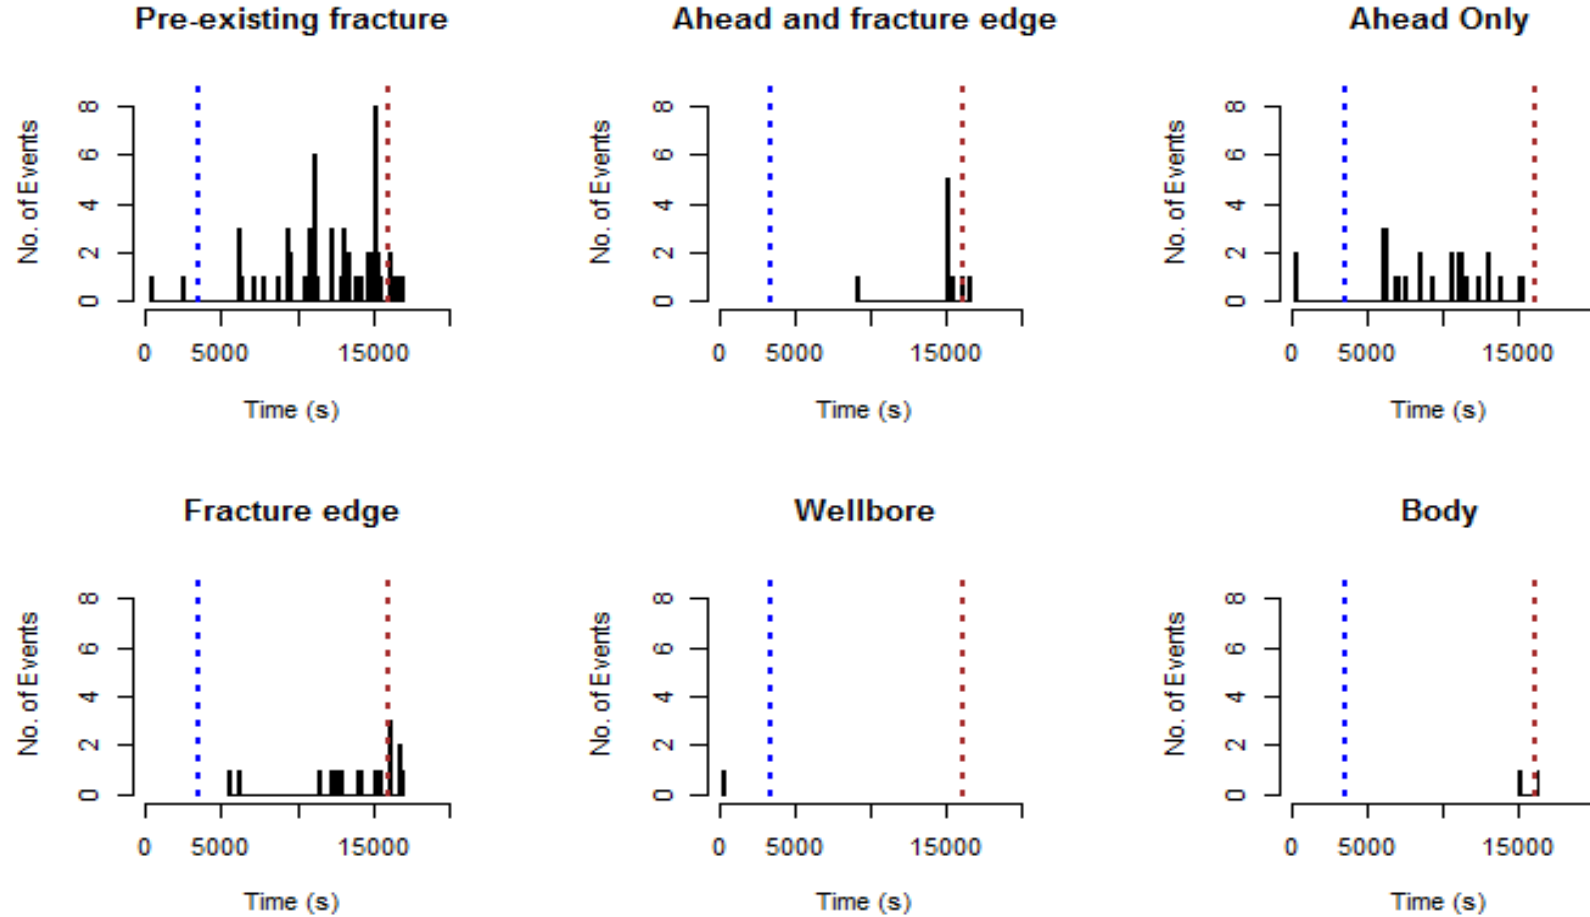 Pre-existing fracture
No. of Events
8
6
4
2
0
0 5000 15000
Time (s)
Ahead and fracture edge
No. of Events
8
6
4
2
0
0 5000 15000
Time (s)
Ahead Only
No. of Events
8
6
4
2
0
0 5000 15000
Time (s)
Fracture edge
No. of Events
8
6
4
2
0
0 5000 15000
Time (s)
Wellbore
No. of Events
8
6
4
2
0
0 5000 15000
Time (s)
Body
No. of Events
8
6
4
2
0
0 5000 15000
Time (s)